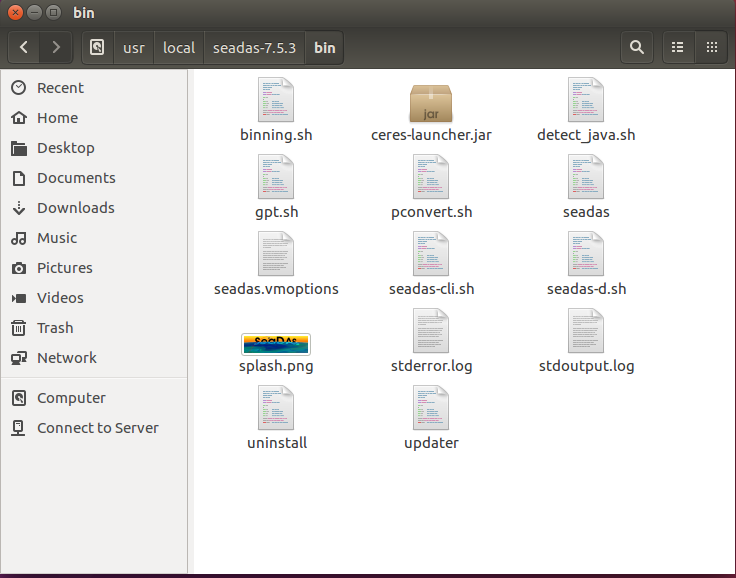 bin
usr
local
seadas-7.5.3
bin
Recent
Home
Desktop
Documents
Downloads
Music
Pictures
Videos
Trash
Network
Computer
Connect to Server
binning.sh
jar
ceres-launcher.jar
detect_java.sh
gpt.sh
pconvert.sh
seadas
seadas.vmoptions
seadas-cli.sh
seadas-d.sh
SeaDAS
splash.png
stderror.log
stdoutput.log
uninstall
updater